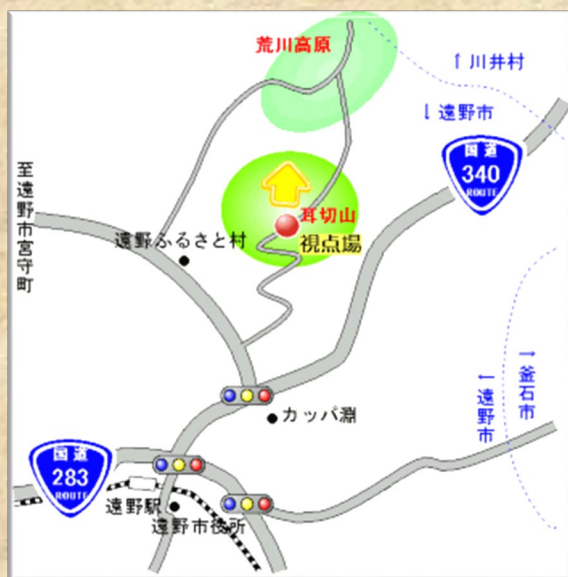 荒川高原
↑川井村
↓遠野市
国道
340
ROUTE
至遠野市宮守町
耳切山
視点場
遠野ふるさと村
→釜石市
←遠野市
カッパ淵
国道
283
ROUTE
遠野駅
遠野市役所